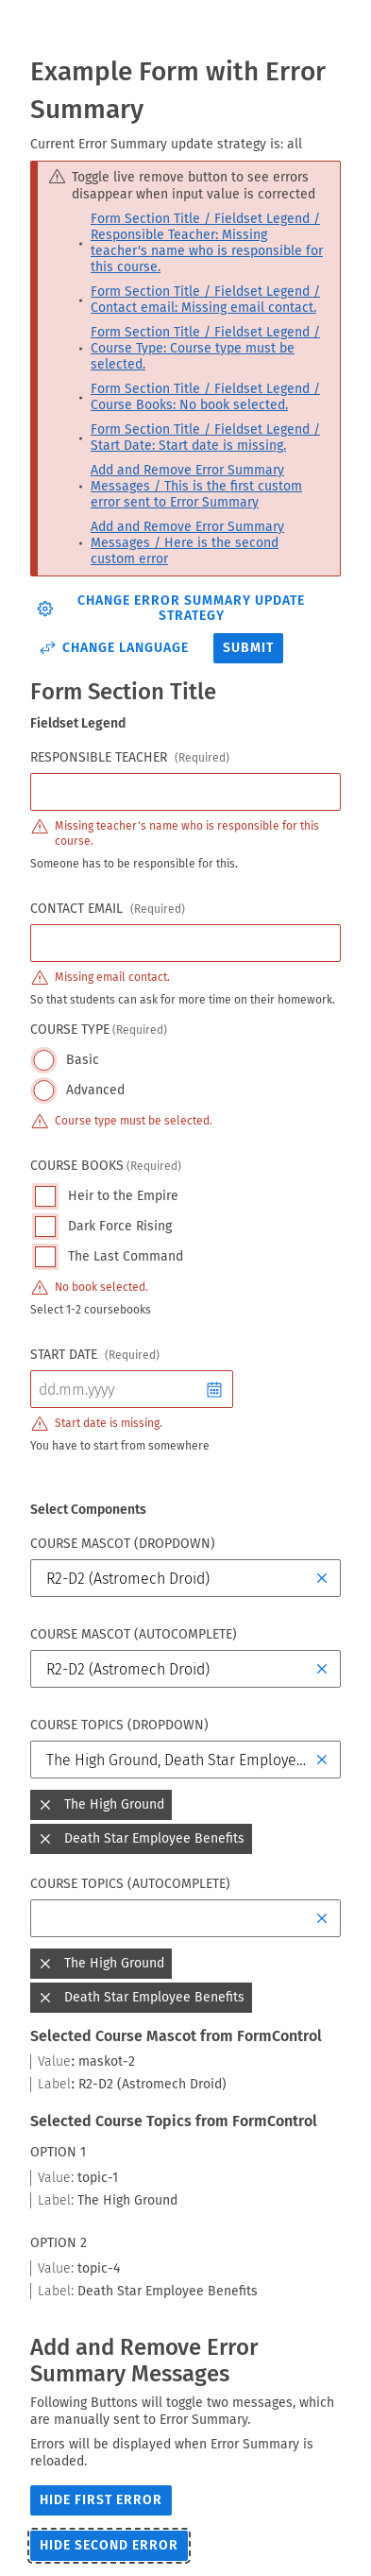 Example Form with Error
Summary
Current Error Summary update strategy is: all
Toggle live remove button to see errors
disappear when input value is corrected
Form Section Title / Fieldset Legend /
Responsible Teacher: Missing
teacher's name who is responsible for
this course.
Form Section Title / Fieldset Legend /
Contact email: Missing email contact.
Form Section Title / Fieldset Legend /
Course Type: Course type must be
selected.
Form Section Title / Fieldset Legend /
Course Books: No book selected.
Form Section Title / Fieldset Legend /
Start Date: Start date is missing.
Add and Remove Error Summary
Messages / This is the first custom
error sent to Error Summary
Add and Remove Error Summary
Messages / Here is the second
custom error
CHANGE ERROR SUMMARY UPDATE
STRATEGY
CHANGE LANGUAGE SUBMIT
Form Section Title
Fieldset Legend
RESPONSIBLE TEACHER (Required)
Missing teacher's name who is responsible for this
course.
Someone has to be responsible for this.
CONTACT EMAIL (Required)
Missing email contact.
So that students can ask for more time on their homework.
COURSE TYPE (Required)
Basic
Advanced
Course type must be selected.
COURSE BOOKS (Required)
Heir to the Empire
Dark Force Rising
The Last Command
No book selected.
Select 1-2 coursebooks
START DATE (Required)
dd.mm.yyyy
Start date is missing.
You have to start from somewhere
Select Components
COURSE MASCOT (DROPDOWN)
R2-D2 (Astromech Droid)
COURSE MASCOT (AUTOCOMPLETE)
R2-D2 (Astromech Droid)
COURSE TOPICS (DROPDOWN)
The High Ground, Death Star Employe...
The High Ground
Death Star Employee Benefits
COURSE TOPICS (AUTOCOMPLETE)
The High Ground
Death Star Employee Benefits
Selected Course Mascot from FormControl
Value: maskot-2
Label: R2-D2 (Astromech Droid)
Selected Course Topics from FormControl
OPTION 1
Value: topic-1
Label: The High Ground
OPTION 2
Value: topic-4
Label: Death Star Employee Benefits
Add and Remove Error
Summary Messages
Following Buttons will toggle two messages, which
are manually sent to Error Summary.
Errors will be displayed when Error Summary is
reloaded.
HIDE FIRST ERROR
HIDE SECOND ERROR